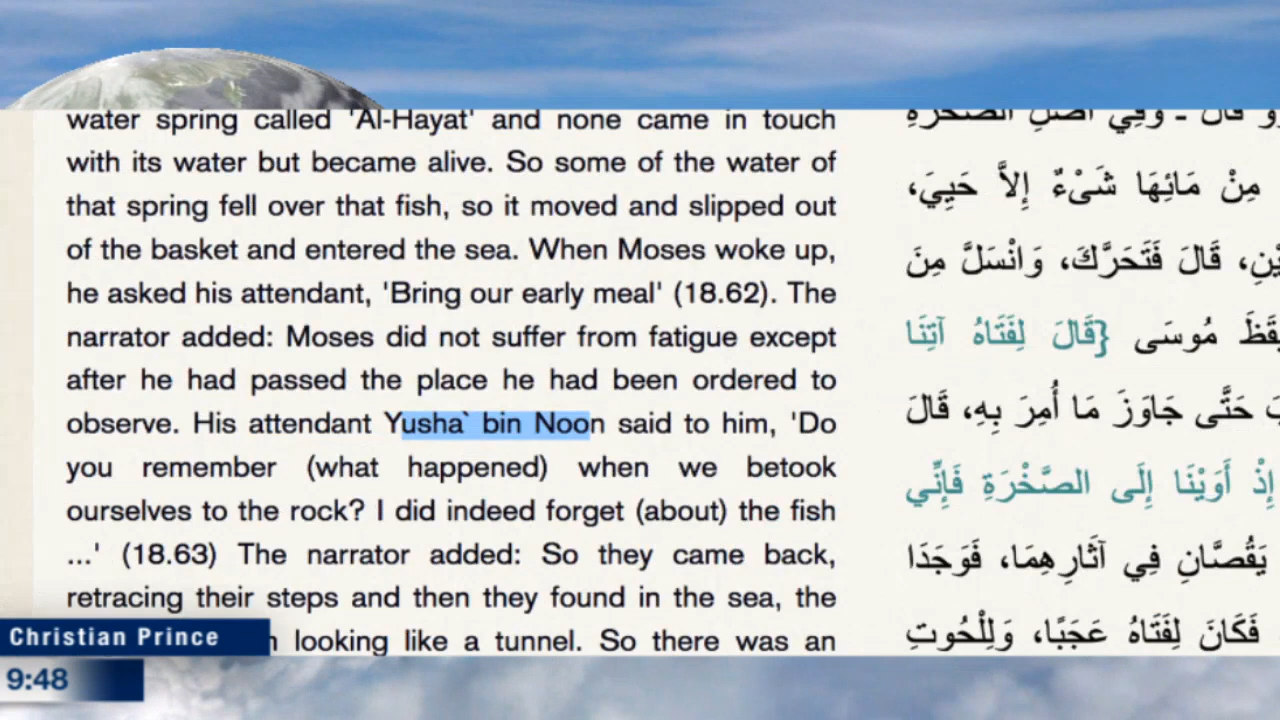 water spring called 'Al-Hayat' and none came in touch
with its water but became alive. So some of the water of
that spring fell over that fish, so it moved and slipped out
of the basket and entered the sea. When Moses woke up,
he asked his attendant, 'Bring our early meal' (18.62). The
narrator added: Moses did not suffer from fatigue except
after he had passed the place he had been ordered to
observe. His attendant Yusha` bin Noon said to him, 'Do
you remember (what happened) when we betook
ourselves to the rock? I did indeed forget (about) the fish
...' (18.63) The narrator added: So they came back,
retracing their steps and then they found in the sea, the
looking like a tunnel. So there was an
قَالَ ـ وَفِي أَصْلِ الصَّخْرَةِ
مِنْ مَائِهَا شَىْءٌ إِلاَّ حَيِيَ،
قَالَ فَتَحَرَّكَ، وَانْسَلَّ مِنَ
مُوسَى {قَالَ لِفَتَاهُ آتِنَا
حَتَّى جَاوَزَ مَا أُمِرَ بِهِ، قَالَ
إِذْ أَوَيْنَا إِلَى الصَّخْرَةِ فَإِنِّي
يَقُصَّانِ فِي آثَارِهِمَا، فَوَجَدَا
فَكَانَ لِفَتَاهُ عَجَبًا، وَلِلْحُوتِ
Christian Prince
9:48